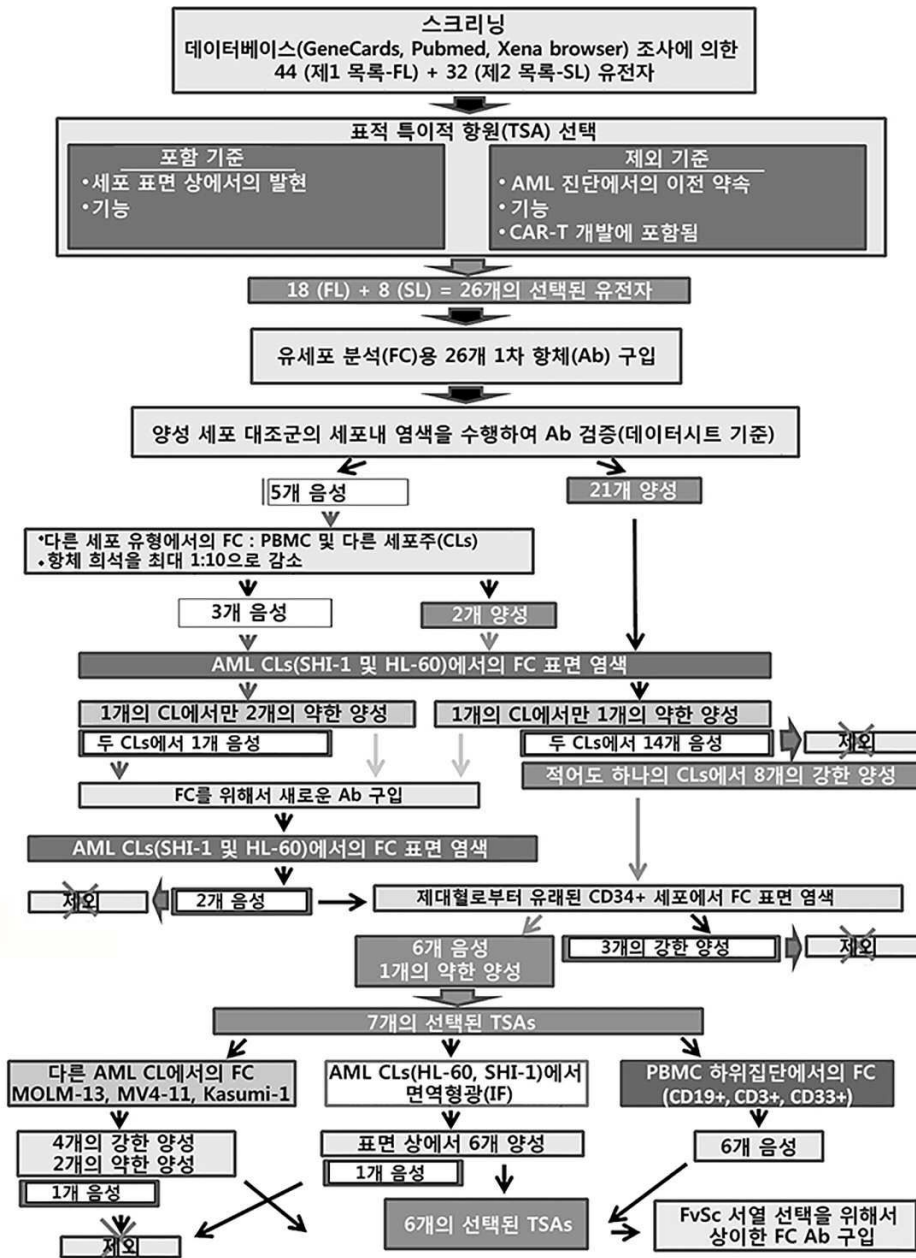 스크리닝
데이터베이스(GeneCards, Pubmed, Xena browser) 조사에 의한
44 (제1 목록-FL) + 32 (제2 목록-SL) 유전자
표적 특이적 항원(TSA) 선택
포함 기준
•세포 표면 상에서의 발현
•기능
제외 기준
•AML 진단에서의 이전 약속
•기능
•CAR-T 개발에 포함됨
18 (FL) + 8 (SL) = 26개의 선택된 유전자
유세포 분석(FC)용 26개 1차 항체(Ab) 구입
양성 세포 대조군의 세포내 염색을 수행하여 Ab 검증(데이터시트 기준)
5개 음성
21개 양성
•다른 세포 유형에서의 FC : PBMC 및 다른 세포주(CLs)
•항체 희석을 최대 1:10으로 감소
3개 음성
2개 양성
AML CLs(SHI-1 및 HL-60)에서의 FC 표면 염색
1개의 CL에서만 2개의 약한 양성
1개의 CL에서만 1개의 약한 양성
두 CLs에서 1개 음성
두 CLs에서 14개 음성
제외
적어도 하나의 CLs에서 8개의 강한 양성
FC를 위해서 새로운 Ab 구입
AML CLs(SHI-1 및 HL-60)에서의 FC 표면 염색
제외
2개 음성
제대혈로부터 유래된 CD34+ 세포에서 FC 표면 염색
6개 음성
1개의 약한 양성
3개의 강한 양성
제외
7개의 선택된 TSAs
다른 AML CL에서의 FC
MOLM-13, MV4-11, Kasumi-1
AML CLs(HL-60, SHI-1)에서
면역형광(IF)
PBMC 하위집단에서의 FC
(CD19+, CD3+, CD33+)
4개의 강한 양성
2개의 약한 양성
1개 음성
표면 상에서 6개 양성
1개 음성
6개 음성
제외
6개의 선택된 TSAs
FvSc 서열 선택을 위해서
상이한 FC Ab 구입